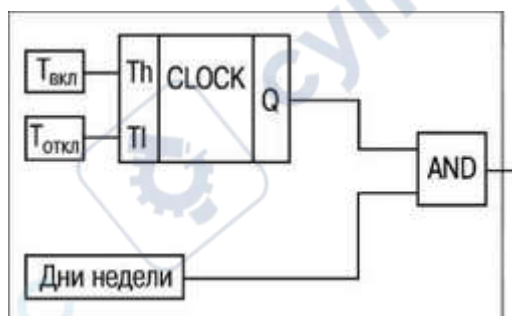 Tвкл
Th
CLOCK
Q
Tоткл
Tl
AND
Дни недели